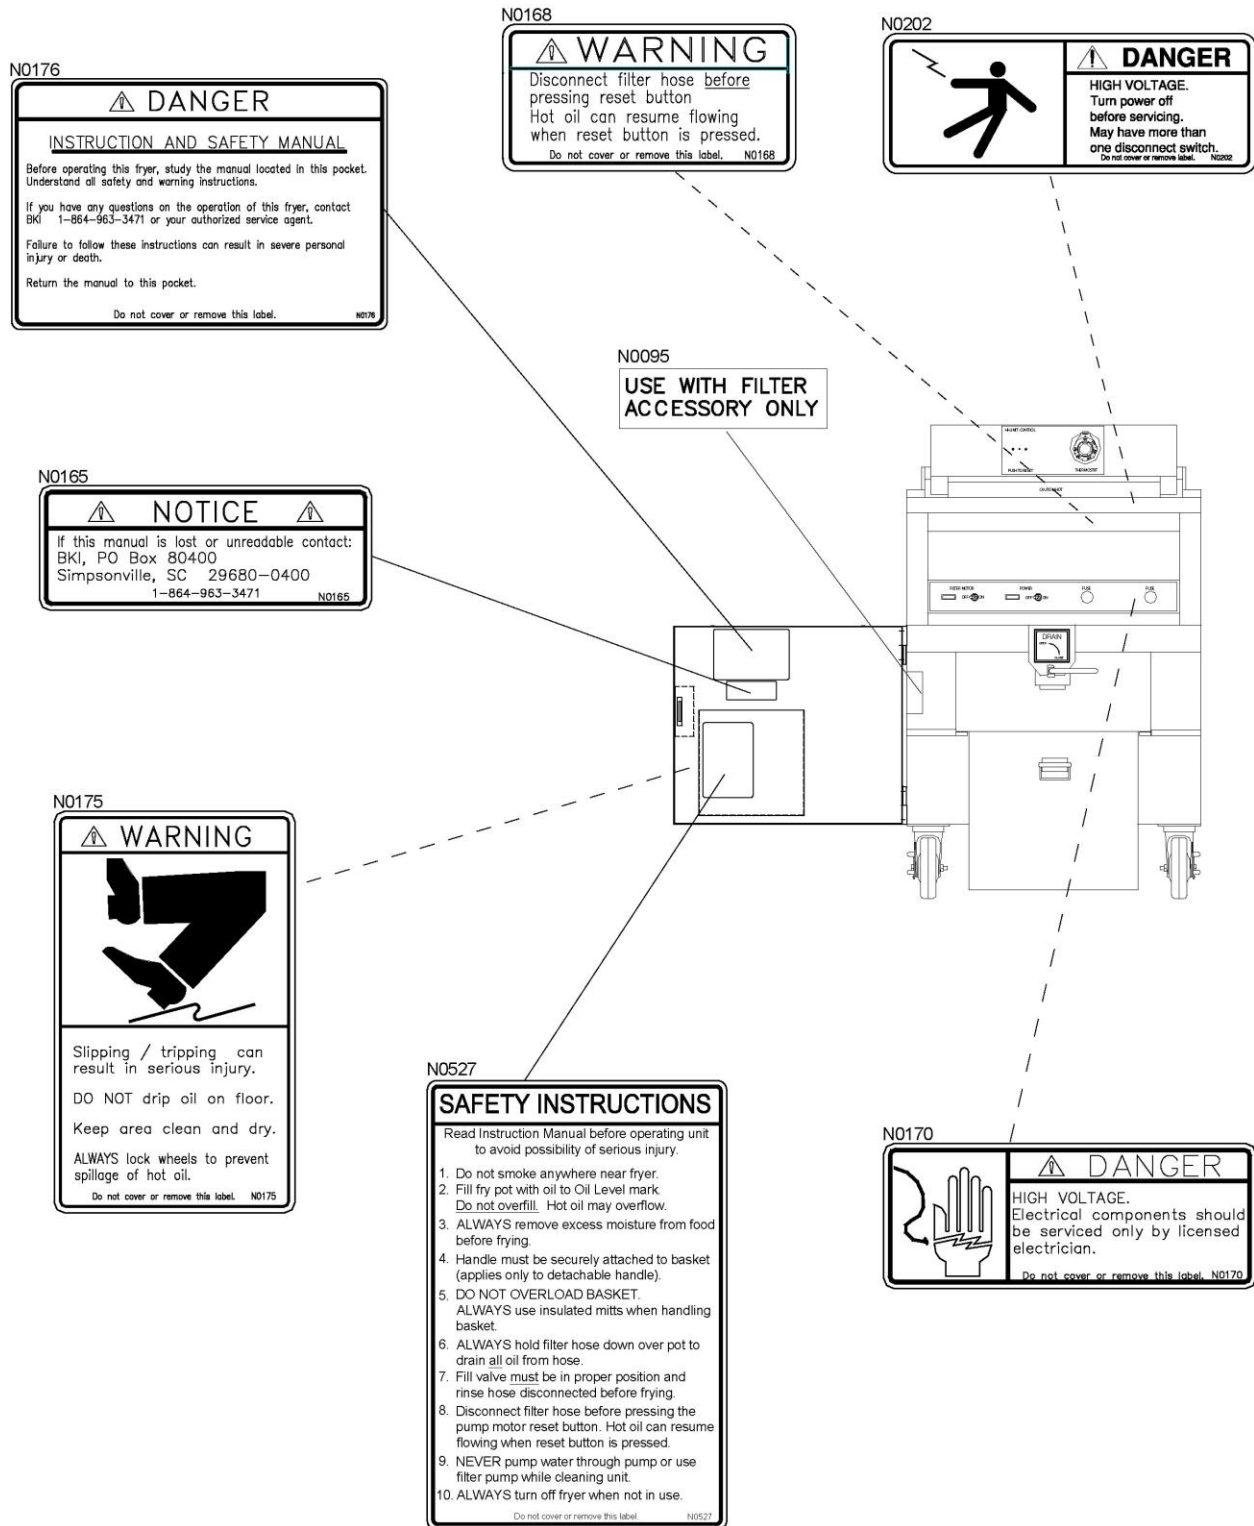 N0168
⚠ WARNING
Disconnect filter hose before
pressing reset button
Hot oil can resume flowing
when reset button is pressed.
Do not cover or remove this label. N0168
N0202
⚠ DANGER
HIGH VOLTAGE.
Turn power off
before servicing.
May have more than
one disconnect switch.
Do not cover or remove label. N0202
N0176
⚠ DANGER
INSTRUCTION AND SAFETY MANUAL
Before operating this fryer, study the manual located in this pocket.
Understand all safety and warning instructions.
If you have any questions on the operation of this fryer, contact
BKI 1-864-963-3471 or your authorized service agent.
Failure to follow these instructions can result in severe personal
injury or death.
Return the manual to this pocket.
Do not cover or remove this label. N0176
N0095
USE WITH FILTER
ACCESSORY ONLY
N0165
⚠ NOTICE ⚠
If this manual is lost or unreadable contact:
BKI, PO Box 80400
Simpsonville, SC 29680-0400
1-864-963-3471 N0165
HI-LIMIT CONTROL
PUSH TO RESET THERMOSTAT
FILTER MOTOR POWER FUSE FUSE
OFF ON OFF ON
DRAIN
N0175
⚠ WARNING
Slipping / tripping can
result in serious injury.
DO NOT drip oil on floor.
Keep area clean and dry.
ALWAYS lock wheels to prevent
spillage of hot oil.
Do not cover or remove this label. N0175
N0527
SAFETY INSTRUCTIONS
Read Instruction Manual before operating unit
to avoid possibility of serious injury.
1. Do not smoke anywhere near fryer.
2. Fill fry pot with oil to Oil Level mark.
Do not overfill. Hot oil may overflow.
3. ALWAYS remove excess moisture from food
before frying.
4. Handle must be securely attached to basket
(applies only to detachable handle).
5. DO NOT OVERLOAD BASKET.
ALWAYS use insulated mitts when handling
basket.
6. ALWAYS hold filter hose down over pot to
drain all oil from hose.
7. Fill valve must be in proper position and
rinse hose disconnected before frying.
8. Disconnect filter hose before pressing the
pump motor reset button. Hot oil can resume
flowing when reset button is pressed.
9. NEVER pump water through pump or use
filter pump while cleaning unit.
10. ALWAYS turn off fryer when not in use.
Do not cover or remove this label. N0527
N0170
⚠ DANGER
HIGH VOLTAGE.
Electrical components should
be serviced only by licensed
electrician.
Do not cover or remove this label. N0170